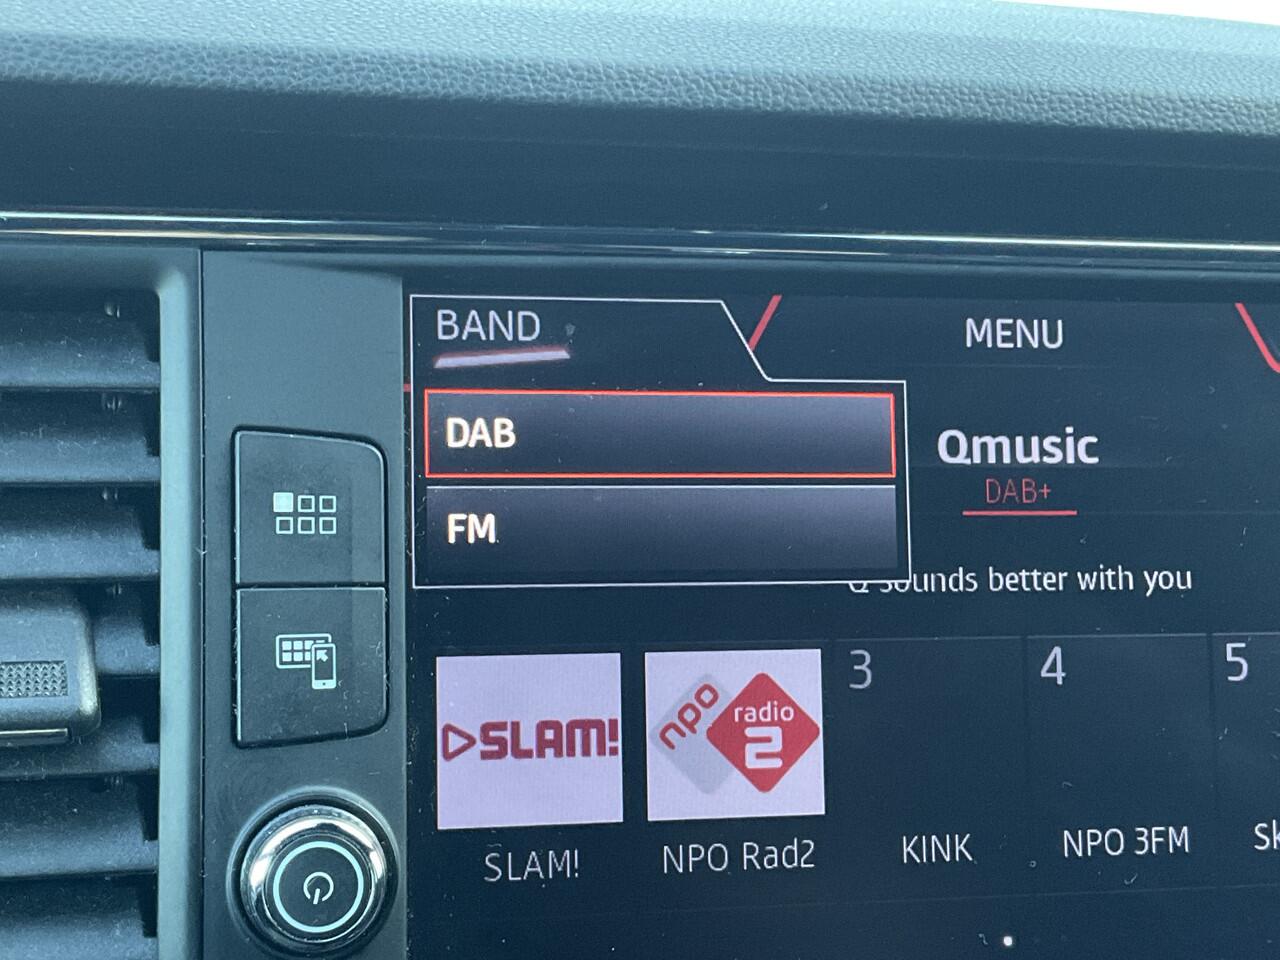 BAND
MENU
DAB
Qmusic
DAB+
FM
sounds better with you
SLAM!
npo
radio
2
3
4
5
SLAM!
NPO Rad2
KINK
NPO 3FM